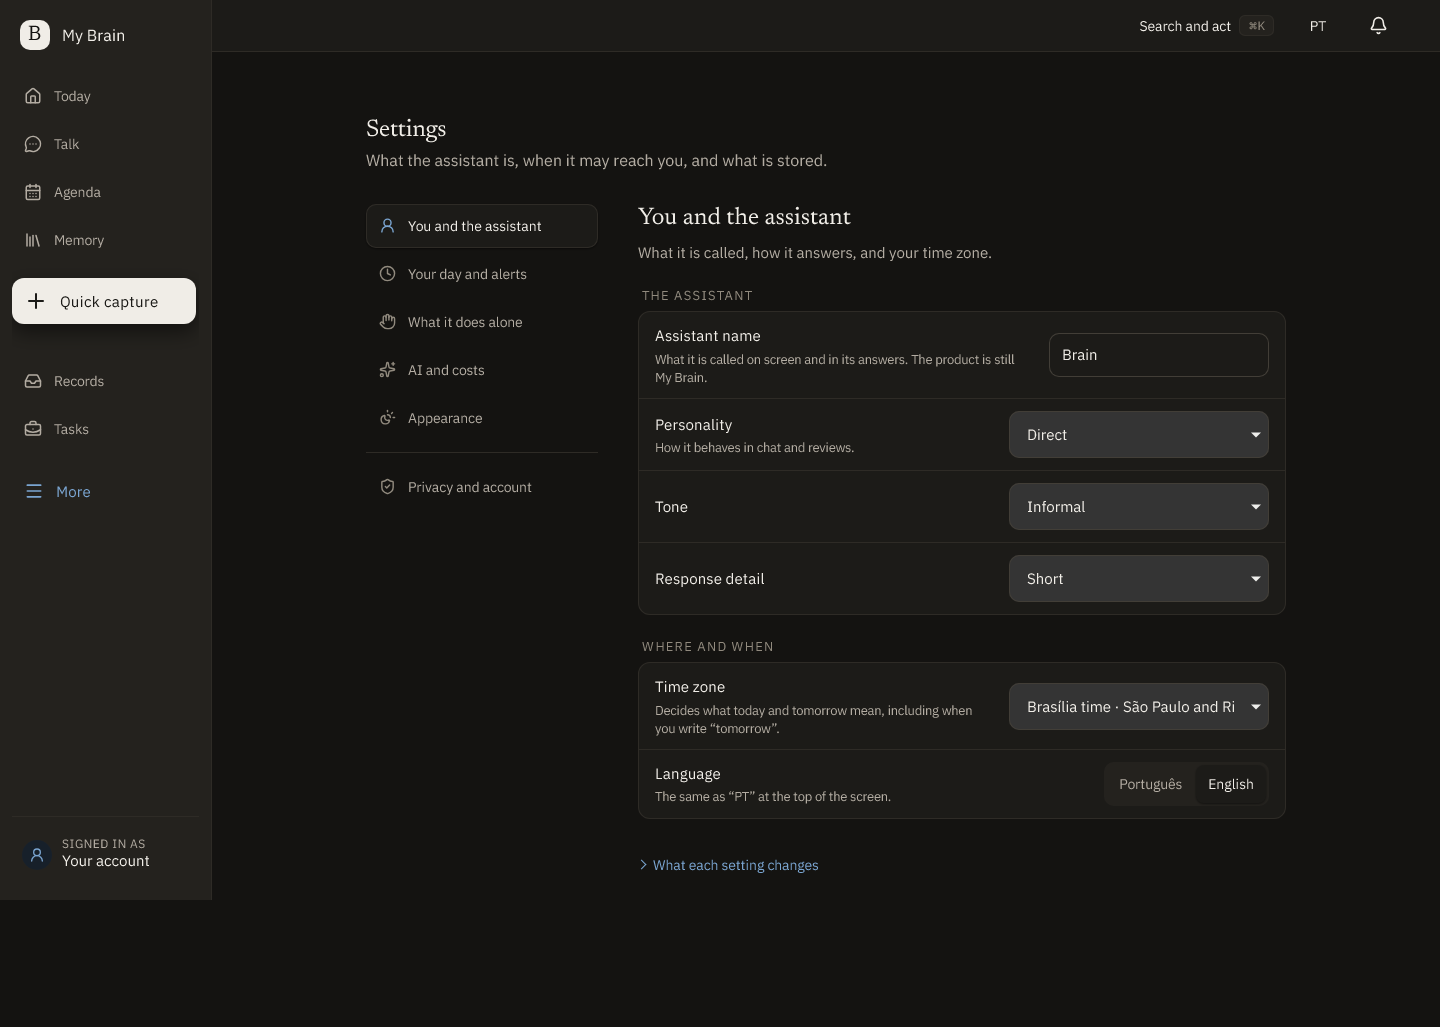 B My Brain
Search and act ⌘K PT
Today
Talk
Agenda
Memory
Quick capture
Records
Tasks
More
SIGNED IN AS
Your account
Settings
What the assistant is, when it may reach you, and what is stored.
You and the assistant
Your day and alerts
What it does alone
AI and costs
Appearance
Privacy and account
You and the assistant
What it is called, how it answers, and your time zone.
THE ASSISTANT
Assistant name
What it is called on screen and in its answers. The product is still
My Brain.
Brain
Personality
How it behaves in chat and reviews.
Direct
Tone
Informal
Response detail
Short
WHERE AND WHEN
Time zone
Decides what today and tomorrow mean, including when
you write “tomorrow”.
Brasília time · São Paulo and Ri
Language
The same as “PT” at the top of the screen.
Português English
What each setting changes